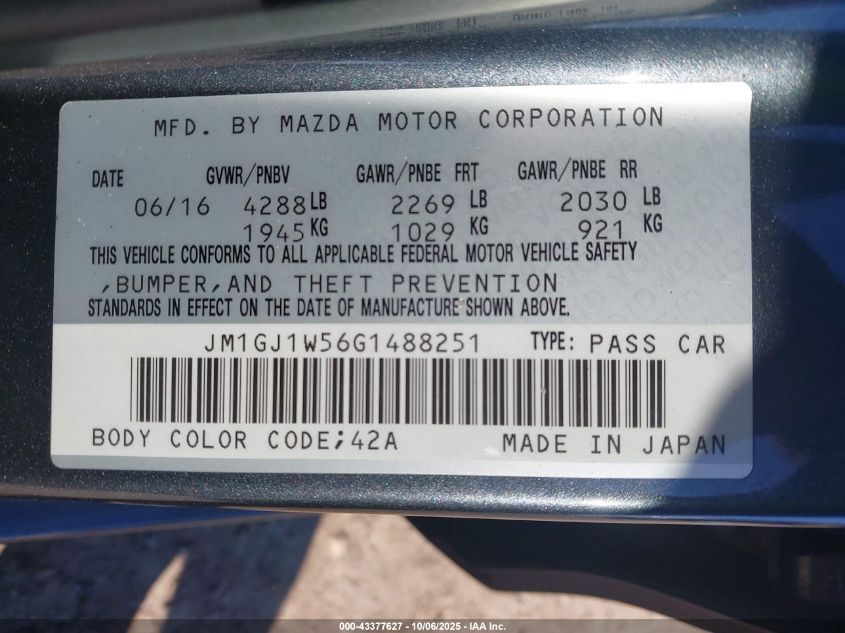 MFD. BY MAZDA MOTOR CORPORATION
DATE GVWR/PNBV GAWR/PNBE FRT GAWR/PNBE RR
06/16 4288 LB 2269 LB 2030 LB
1945 KG 1029 KG 921 KG
THIS VEHICLE CONFORMS TO ALL APPLICABLE FEDERAL MOTOR VEHICLE SAFETY
,BUMPER,AND THEFT PREVENTION
STANDARDS IN EFFECT ON THE DATE OF MANUFACTURE SHOWN ABOVE.
JM1GJ1W56G1488251 TYPE: PASS CAR
BODY COLOR CODE;42A MADE IN JAPAN
000-43377627 - 10/06/2025 - IAA Inc.